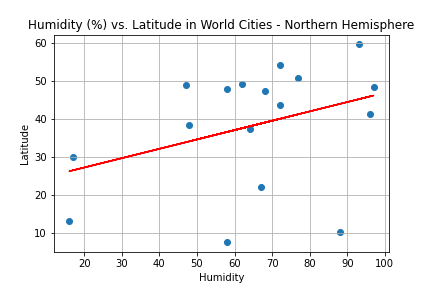 Humidity (%) vs. Latitude in World Cities - Northern Hemisphere
60
50
40
30
20
10
Latitude
20 30 40 50 60 70 80 90 100
Humidity